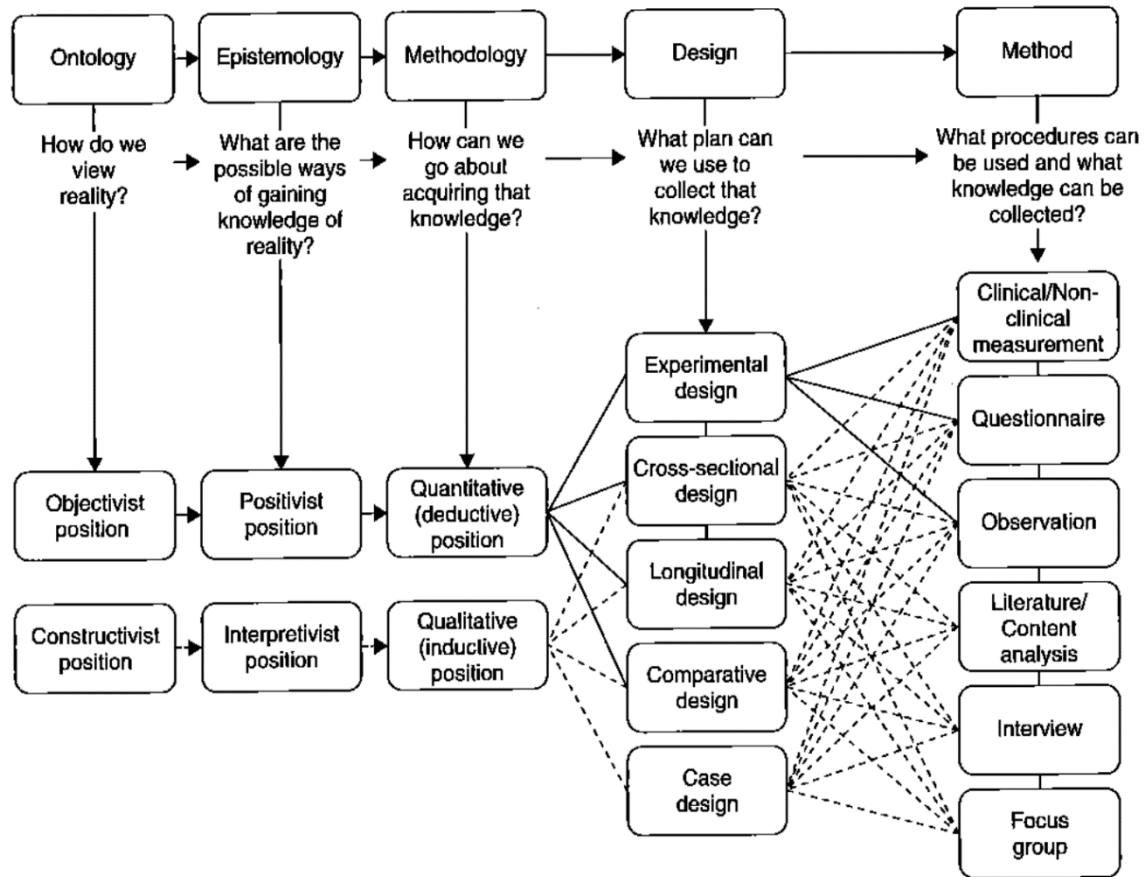 Ontology
Epistemology
Methodology
Design
Method
How do we
view
reality?
What are the
possible ways
of gaining
knowledge of
reality?
How can we
go about
acquiring that
knowledge?
What plan can
we use to
collect that
knowledge?
What procedures can
be used and what
knowledge can be
collected?
Objectivist
position
Positivist
position
Quantitative
(deductive)
position
Constructivist
position
Interpretivist
position
Qualitative
(inductive)
position
Experimental
design
Cross-sectional
design
Longitudinal
design
Comparative
design
Case
design
Clinical/Non-
clinical
measurement
Questionnaire
Observation
Literature/
Content
analysis
Interview
Focus
group